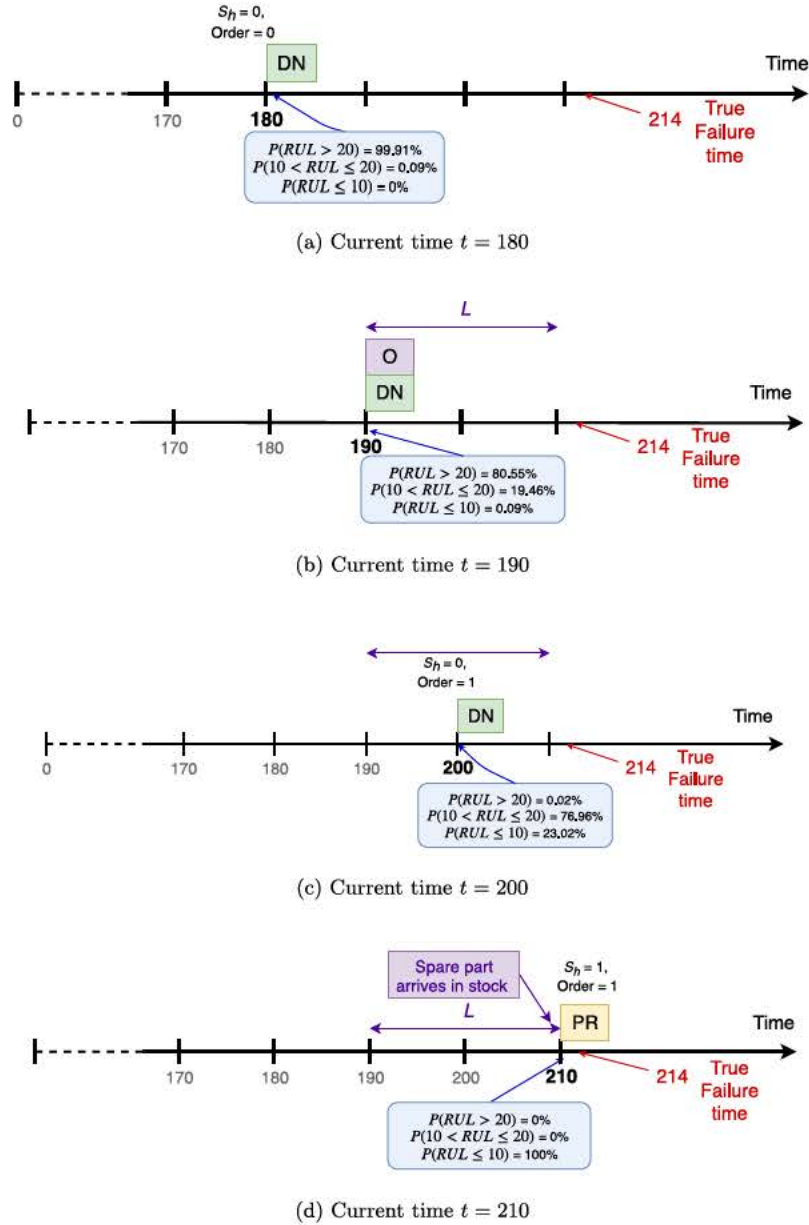 S_h = 0,
Order = 0
DN
Time
0
170
180
214 True
Failure
time
P(RUL > 20) = 99.91%
P(10 < RUL ≤ 20) = 0.09%
P(RUL ≤ 10) = 0%
(a) Current time t = 180
L
O
DN
Time
170
180
190
214 True
Failure
time
P(RUL > 20) = 80.55%
P(10 < RUL ≤ 20) = 19.46%
P(RUL ≤ 10) = 0.09%
(b) Current time t = 190
S_h = 0,
Order = 1
DN
Time
0
170
180
190
200
214 True
Failure
time
P(RUL > 20) = 0.02%
P(10 < RUL ≤ 20) = 76.96%
P(RUL ≤ 10) = 23.02%
(c) Current time t = 200
Spare part
arrives in stock
S_h = 1,
Order = 1
L
PR
Time
170
180
190
200
210
214 True
Failure
time
P(RUL > 20) = 0%
P(10 < RUL ≤ 20) = 0%
P(RUL ≤ 10) = 100%
(d) Current time t = 210